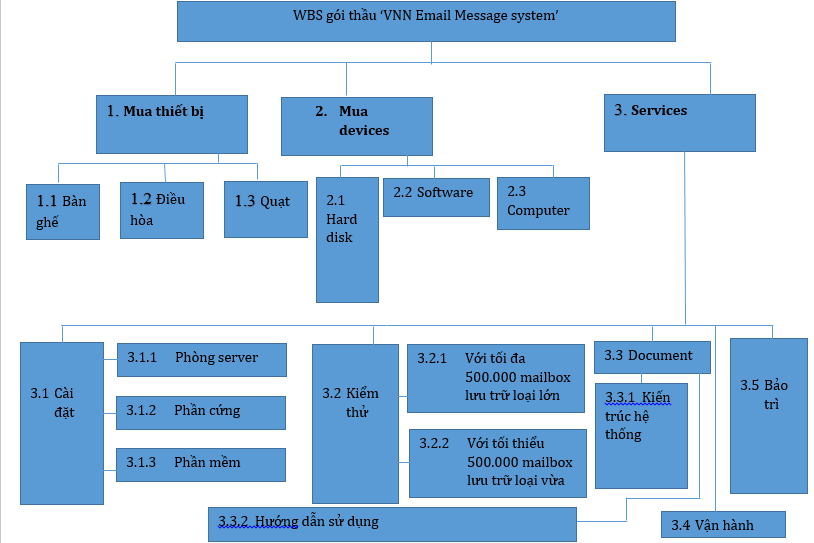 WBS gói thầu ‘VNN Email Message system’
1. Mua thiết bị
2. Mua
devices
3. Services
1.1 Bàn
ghế
1.2 Điều
hòa
1.3 Quạt
2.1
Hard
disk
2.2 Software
2.3
Computer
3.1 Cài
đặt
3.1.1 Phòng server
3.1.2 Phần cứng
3.1.3 Phần mềm
3.2 Kiểm
thử
3.2.1 Với tối đa
500.000 mailbox
lưu trữ loại lớn
3.2.2 Với tối thiểu
500.000 mailbox
lưu trữ loại vừa
3.3 Document
3.3.1 Kiến
trúc hệ
thống
3.5 Bảo
trì
3.3.2 Hướng dẫn sử dụng
3.4 Vận hành